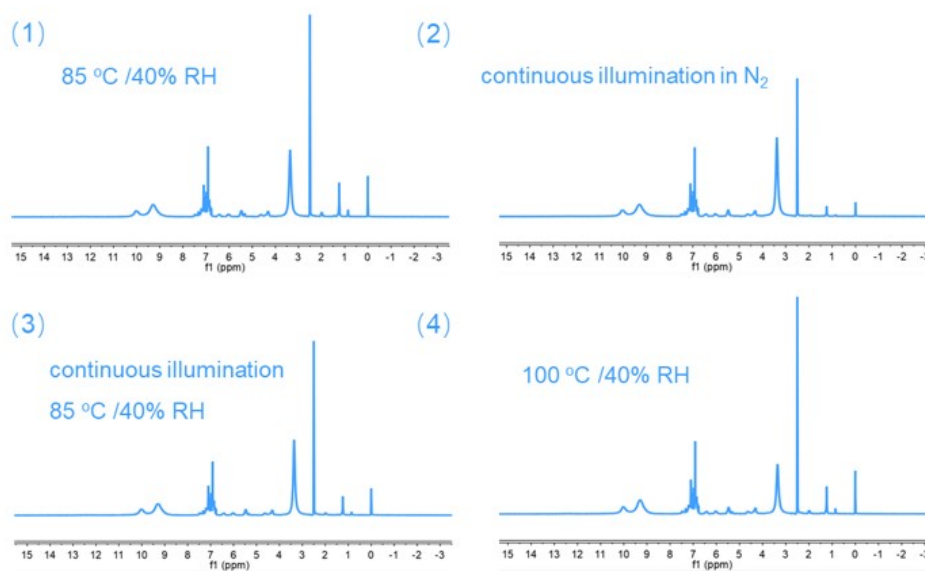 (1)
85 °C /40% RH
15 14 13 12 11 10 9 8 7 6 5 4 3 2 1 0 -1 -2 -3
f1 (ppm)
(2)
continuous illumination in N₂
15 14 13 12 11 10 9 8 7 6 5 4 3 2 1 0 -1 -2 -3
f1 (ppm)
(3)
continuous illumination
85 °C /40% RH
15 14 13 12 11 10 9 8 7 6 5 4 3 2 1 0 -1 -2 -3
f1 (ppm)
(4)
100 °C /40% RH
15 14 13 12 11 10 9 8 7 6 5 4 3 2 1 0 -1 -2 -3
f1 (ppm)